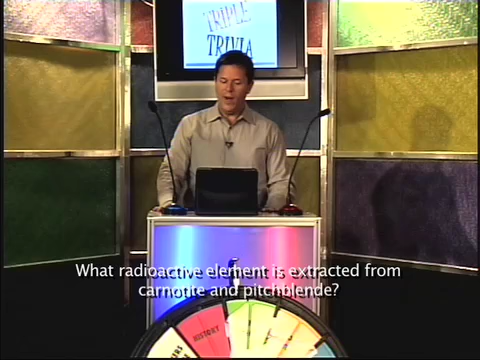 TRIPLE
TRIVIA
What radioactive element is extracted from
carnotite and pitchblende?
HISTORY